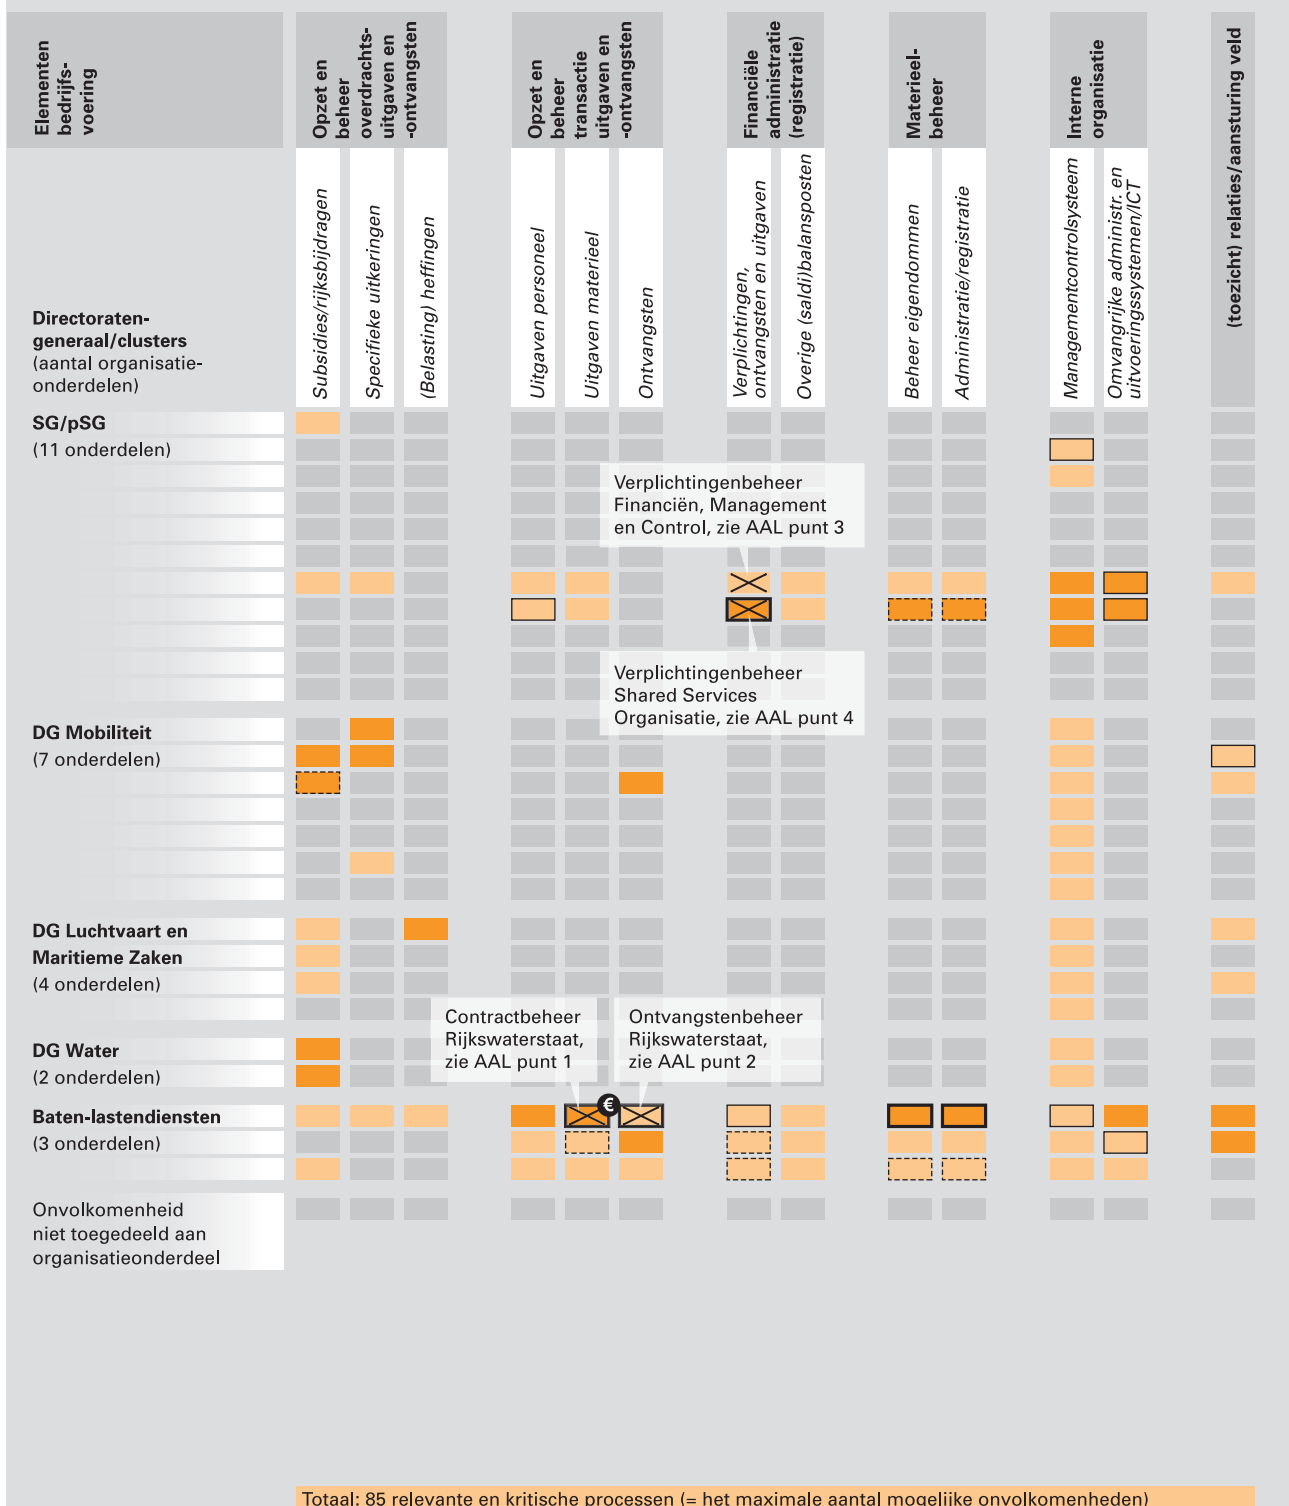 Elementen
bedrijfs-
voering
Opzet en
beheer
overdrachts-
uitgaven en
-ontvangsten
Opzet en
beheer
transactie
uitgaven en
-ontvangsten
Financiële
administratie
(registratie)
Materieel-
beheer
Interne
organisatie
(toezicht) relaties/aansturing veld
Directoraten-
generaal/clusters
(aantal organisatie-
onderdelen)
Subsidies/rijksbijdragen
Specifieke uitkeringen
(Belasting) heffingen
Uitgaven personeel
Uitgaven materieel
Ontvangsten
Verplichtingen,
ontvangsten en uitgaven
Overige (saldi)balansposten
Beheer eigendommen
Administratie/registratie
Managementcontrolsysteem
Omvangrijke administr. en
uitvoeringssystemen/ICT
SG/pSG
(11 onderdelen)
Verplichtingenbeheer
Financiën, Management
en Control, zie AAL punt 3
Verplichtingenbeheer
Shared Services
Organisatie, zie AAL punt 4
DG Mobiliteit
(7 onderdelen)
DG Luchtvaart en
Maritieme Zaken
(4 onderdelen)
Contractbeheer
Rijkswaterstaat,
zie AAL punt 1
Ontvangstenbeheer
Rijkswaterstaat,
zie AAL punt 2
DG Water
(2 onderdelen)
€
Baten-lastendiensten
(3 onderdelen)
Onvolkomenheid
niet toegedeeld aan
organisatieonderdeel
Totaal: 85 relevante en kritische processen (= het maximale aantal mogelijke onvolkomenheden)